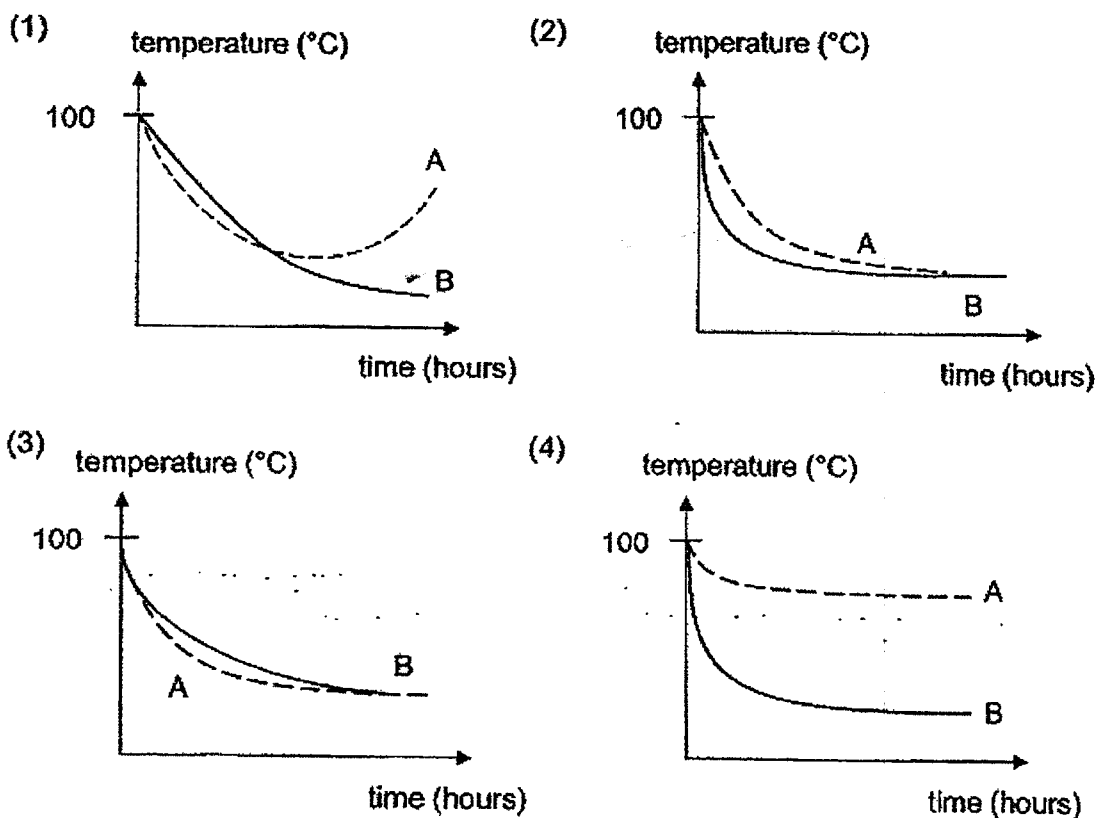 (1)
temperature (°C)
100
A
B
time (hours)
(2)
temperature (°C)
100
A
B
time (hours)
(3)
temperature (°C)
100
B
A
time (hours)
(4)
temperature (°C)
100
A
B
time (hours)